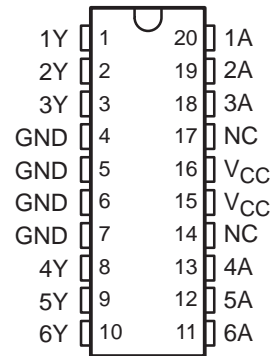 1Y 1 20 1A
2Y 2 19 2A
3Y 3 18 3A
GND 4 17 NC
GND 5 16 VCC
GND 6 15 VCC
GND 7 14 NC
4Y 8 13 4A
5Y 9 12 5A
6Y 10 11 6A